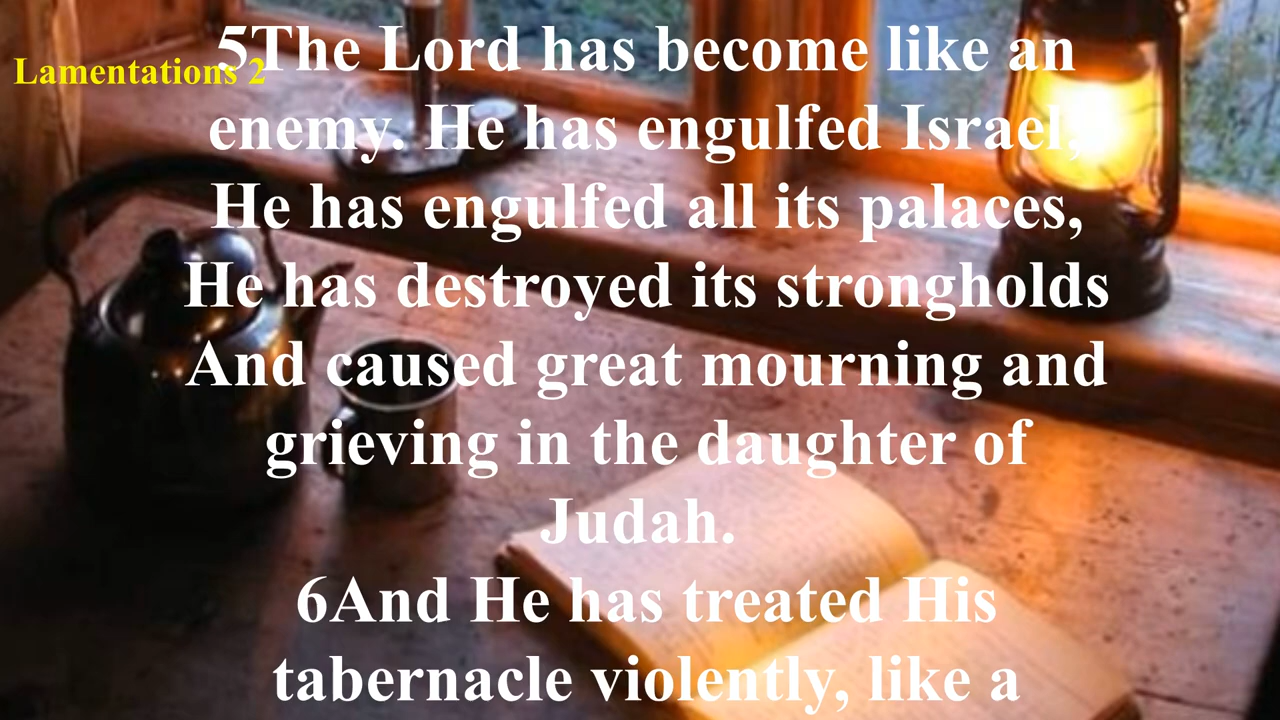 Lamentations 2
5The Lord has become like an
enemy. He has engulfed Israel,
He has engulfed all its palaces,
He has destroyed its strongholds
And caused great mourning and
grieving in the daughter of
Judah.
6And He has treated His
tabernacle violently, like a